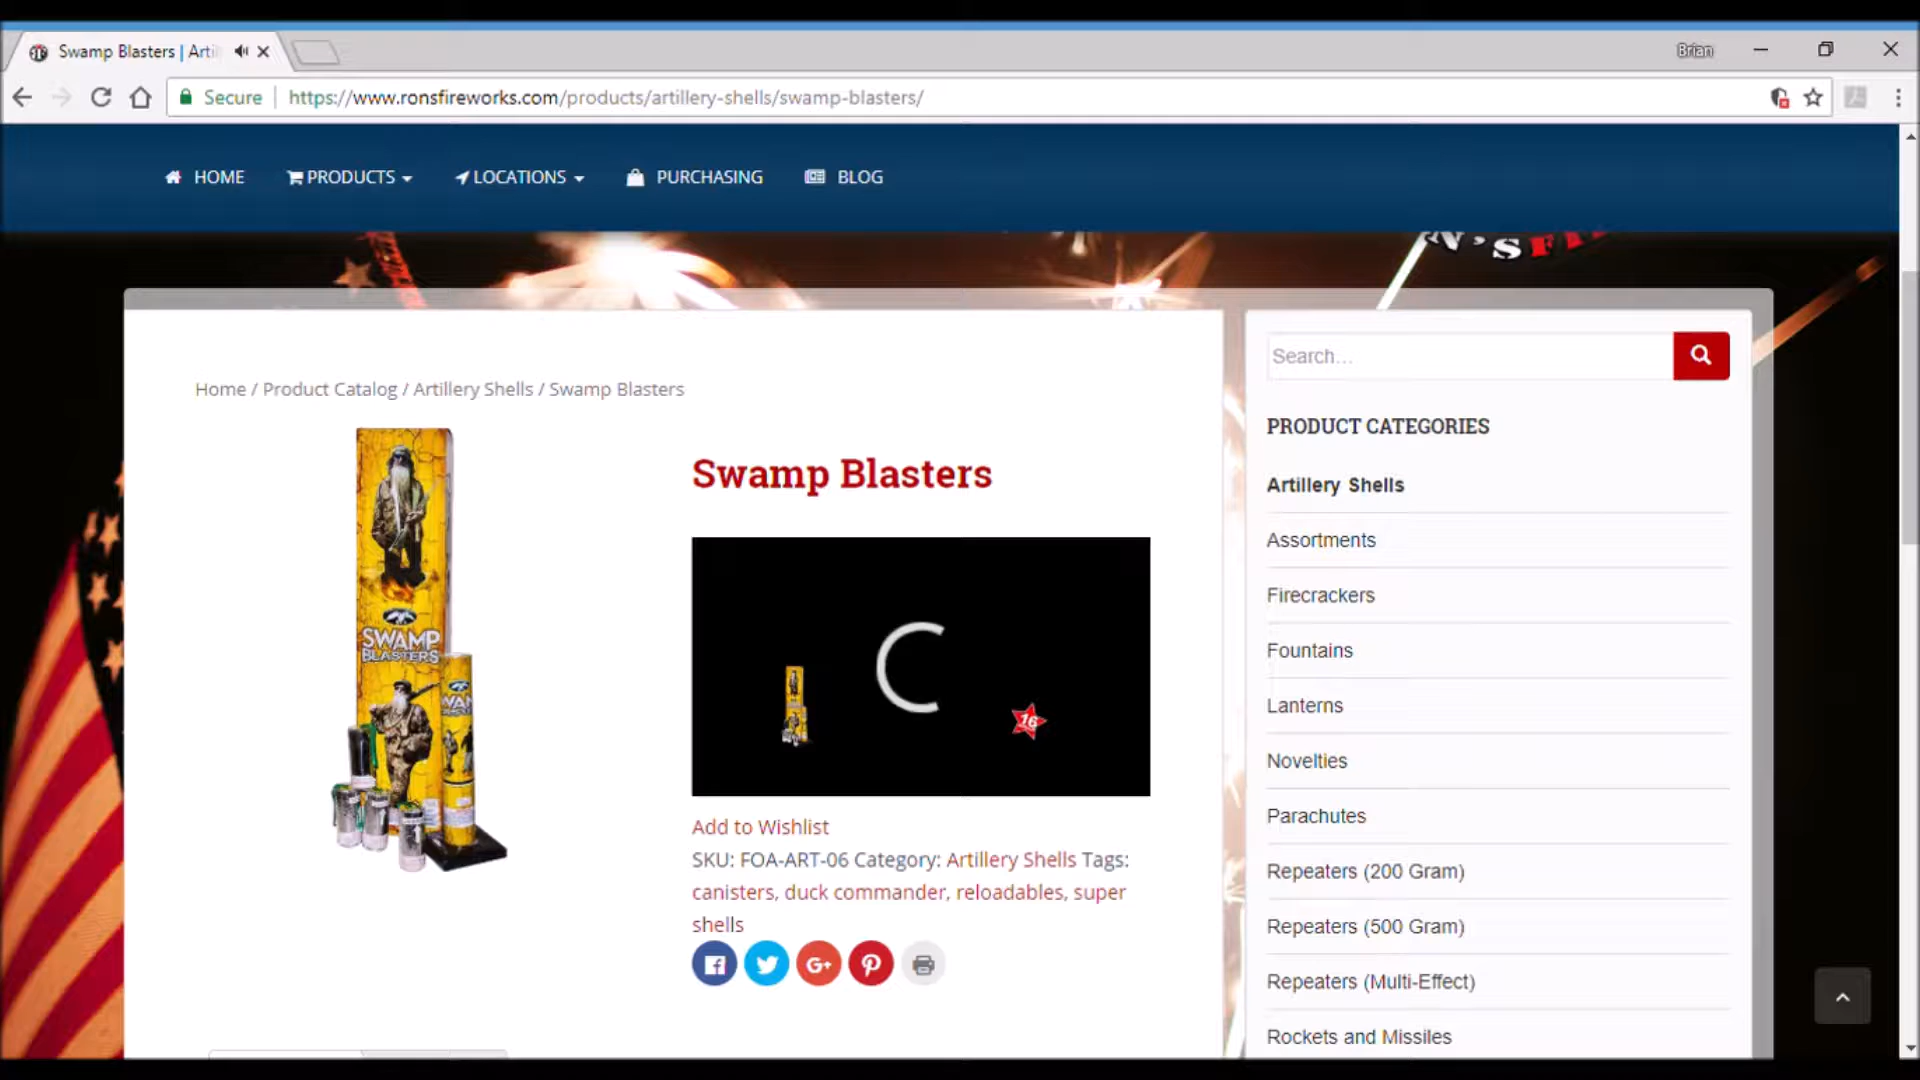 Swamp Blasters | Arti
Brian
Secure
https://www.ronsfireworks.com/products/artillery-shells/swamp-blasters/
HOME
PRODUCTS
LOCATIONS
PURCHASING
BLOG
N'S FI
Search...
Home / Product Catalog / Artillery Shells / Swamp Blasters
PRODUCT CATEGORIES
Swamp Blasters
Artillery Shells
Assortments
Firecrackers
Fountains
Lanterns
Novelties
Parachutes
Repeaters (200 Gram)
Repeaters (500 Gram)
Repeaters (Multi-Effect)
Rockets and Missiles
SWAMP
BLASTERS
16
Add to Wishlist
SKU: FOA-ART-06 Category: Artillery Shells Tags:
canisters, duck commander, reloadables, super
shells
G+